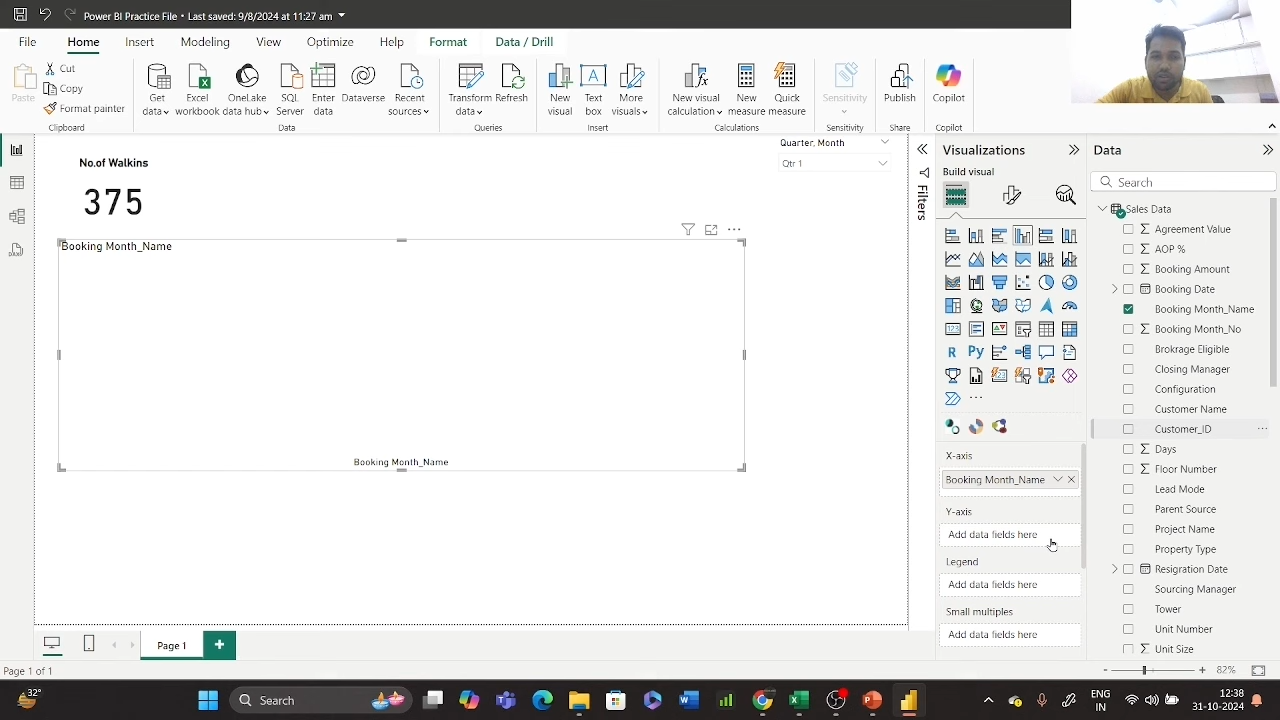 Power BI Practice File • Last saved: 9/8/2024 at 11:27 am
File Home Insert Modeling View Optimize Help Format Data / Drill
Paste
Cut
Copy
Format painter
Clipboard
Get data
Excel workbook
OneLake data hub
SQL Server
Enter data
Dataverse
Recent sources
Data
Transform data
Refresh
Queries
New visual
Text box
More visuals
Insert
New visual calculation
New measure
Quick measure
Calculations
Sensitivity
Sensitivity
Publish
Share
Copilot
Copilot
No.of Walkins
375
Quarter, Month
Qtr 1
Booking Month_Name
Booking Month_Name
Filters
Visualizations
Build visual
R
Py
X-axis
Booking Month_Name
Y-axis
Add data fields here
Legend
Add data fields here
Small multiples
Add data fields here
Data
Search
Sales Data
Agreement Value
AOP %
Booking Amount
Booking Date
Booking Month_Name
Booking Month_No
Brokrage Eligible
Closing Manager
Configuration
Customer Name
Customer_ID
Days
Floor Number
Lead Mode
Parent Source
Project Name
Property Type
Resigration Date
Sourcing Manager
Tower
Unit Number
Unit Size
Page 1
Page 1 of 1
- + 82%
32°
Search
ENG
IN
12:38
31-10-2024